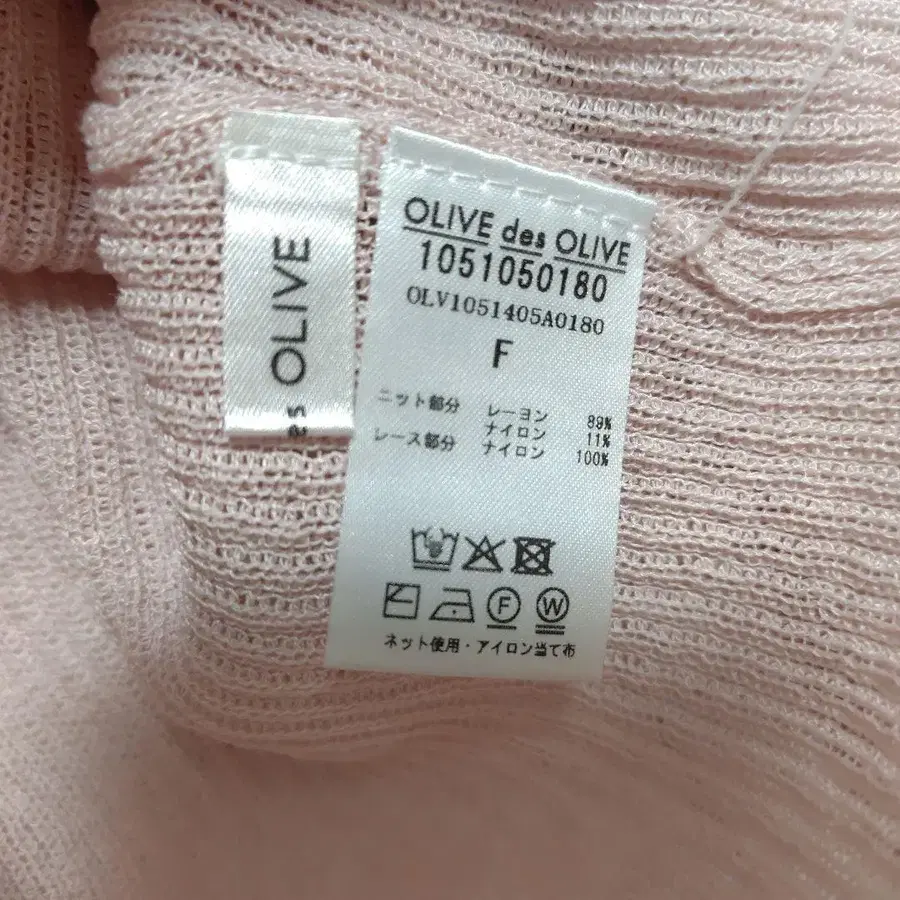 es OLIVE
OLIVE des OLIVE
1051050180
OLV1051405A0180
F
ニット部分 レーヨン 89%
ナイロン 11%
レース部分 ナイロン 100%
F W
ネット使用・アイロン当て布